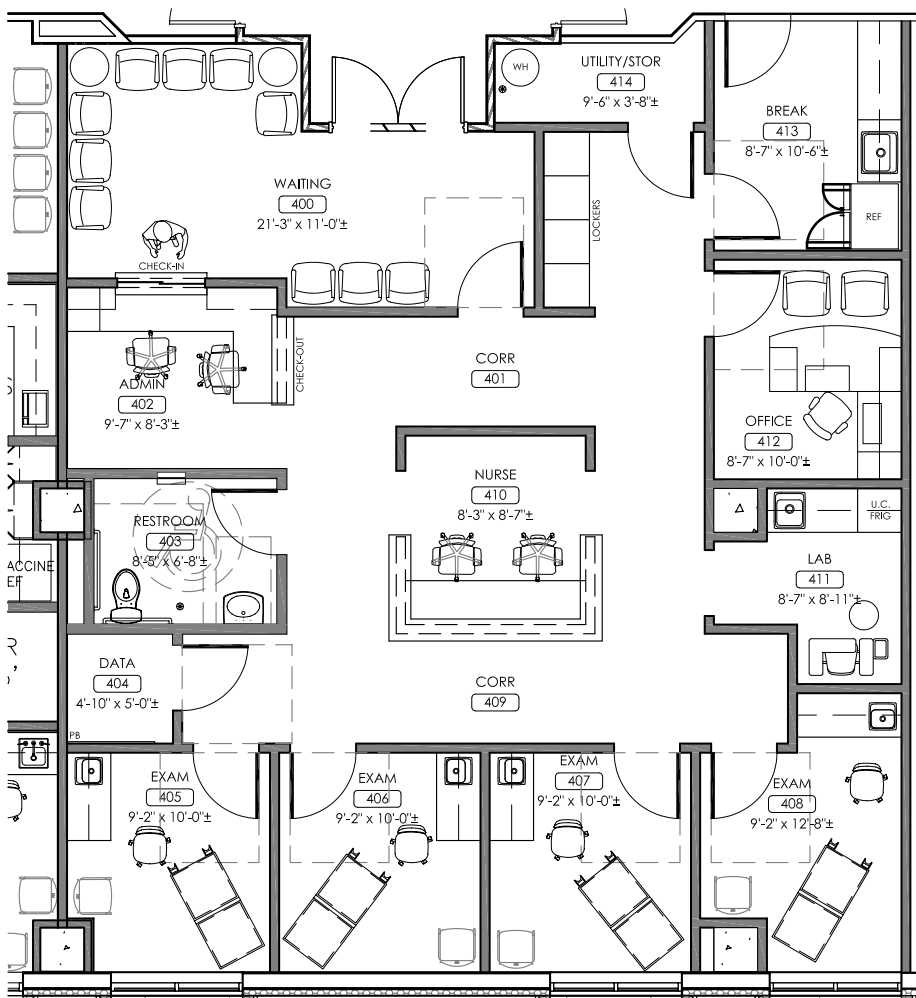 WH
UTILITY/STOR
414
9'-6" x 3'-8"±
BREAK
413
8'-7" x 10'-6"±
REF
WAITING
400
21'-3" x 11'-0"±
LOCKERS
CHECK-IN
CHECK-OUT
CORR
401
ADMIN
402
9'-7" x 8'-3"±
OFFICE
412
8'-7" x 10'-0"±
NURSE
410
8'-3" x 8'-7"±
U.C.
FRIG
RESTROOM
403
8'-5" x 6'-8"±
LAB
411
8'-7" x 8'-11"±
ACCINE
EF
S
R
DATA
404
4'-10" x 5'-0"±
PB
CORR
409
EXAM
405
9'-2" x 10'-0"±
EXAM
406
9'-2" x 10'-0"±
EXAM
407
9'-2" x 10'-0"±
EXAM
408
9'-2" x 12'-8"±